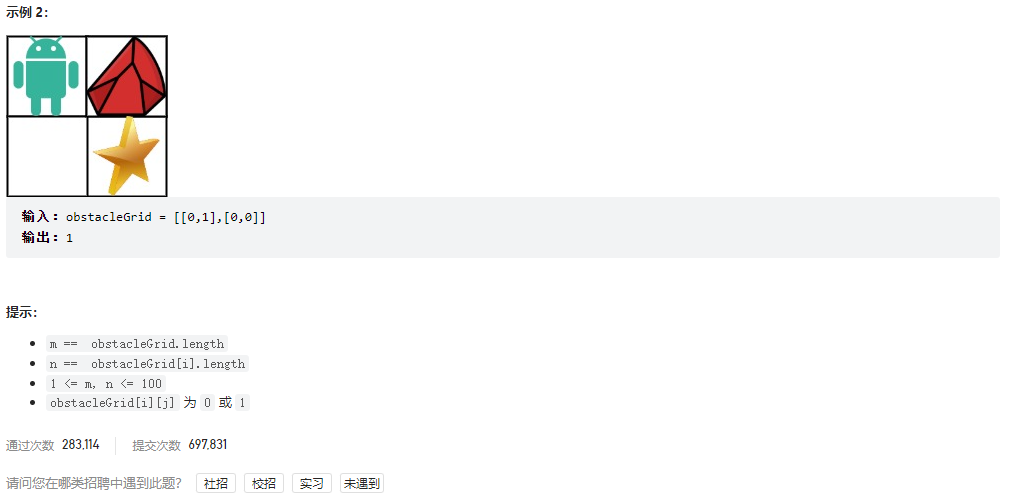 示例 2：
输入：obstacleGrid = [[0,1],[0,0]]
输出：1
提示：
m ==  obstacleGrid.length
n ==  obstacleGrid[i].length
1 <= m, n <= 100
obstacleGrid[i][j] 为 0 或 1
通过次数 283,114 提交次数 697,831
请问您在哪类招聘中遇到此题？ 社招 校招 实习 未遇到